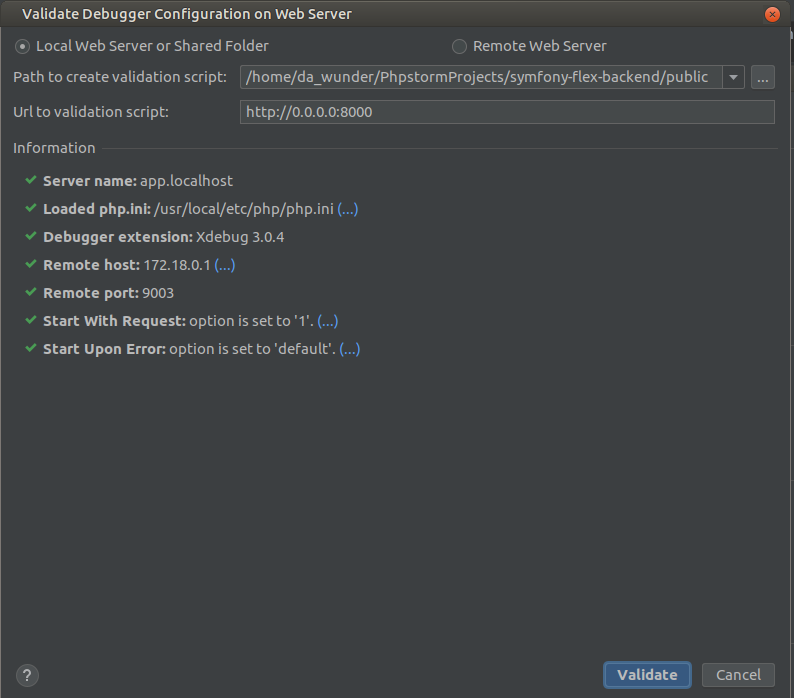 Validate Debugger Configuration on Web Server
Local Web Server or Shared Folder Remote Web Server
Path to create validation script: /home/da_wunder/PhpstormProjects/symfony-flex-backend/public ...
Url to validation script: http://0.0.0.0:8000
Information
Server name: app.localhost
Loaded php.ini: /usr/local/etc/php/php.ini (...)
Debugger extension: Xdebug 3.0.4
Remote host: 172.18.0.1 (...)
Remote port: 9003
Start With Request: option is set to '1'. (...)
Start Upon Error: option is set to 'default'. (...)
? Validate Cancel